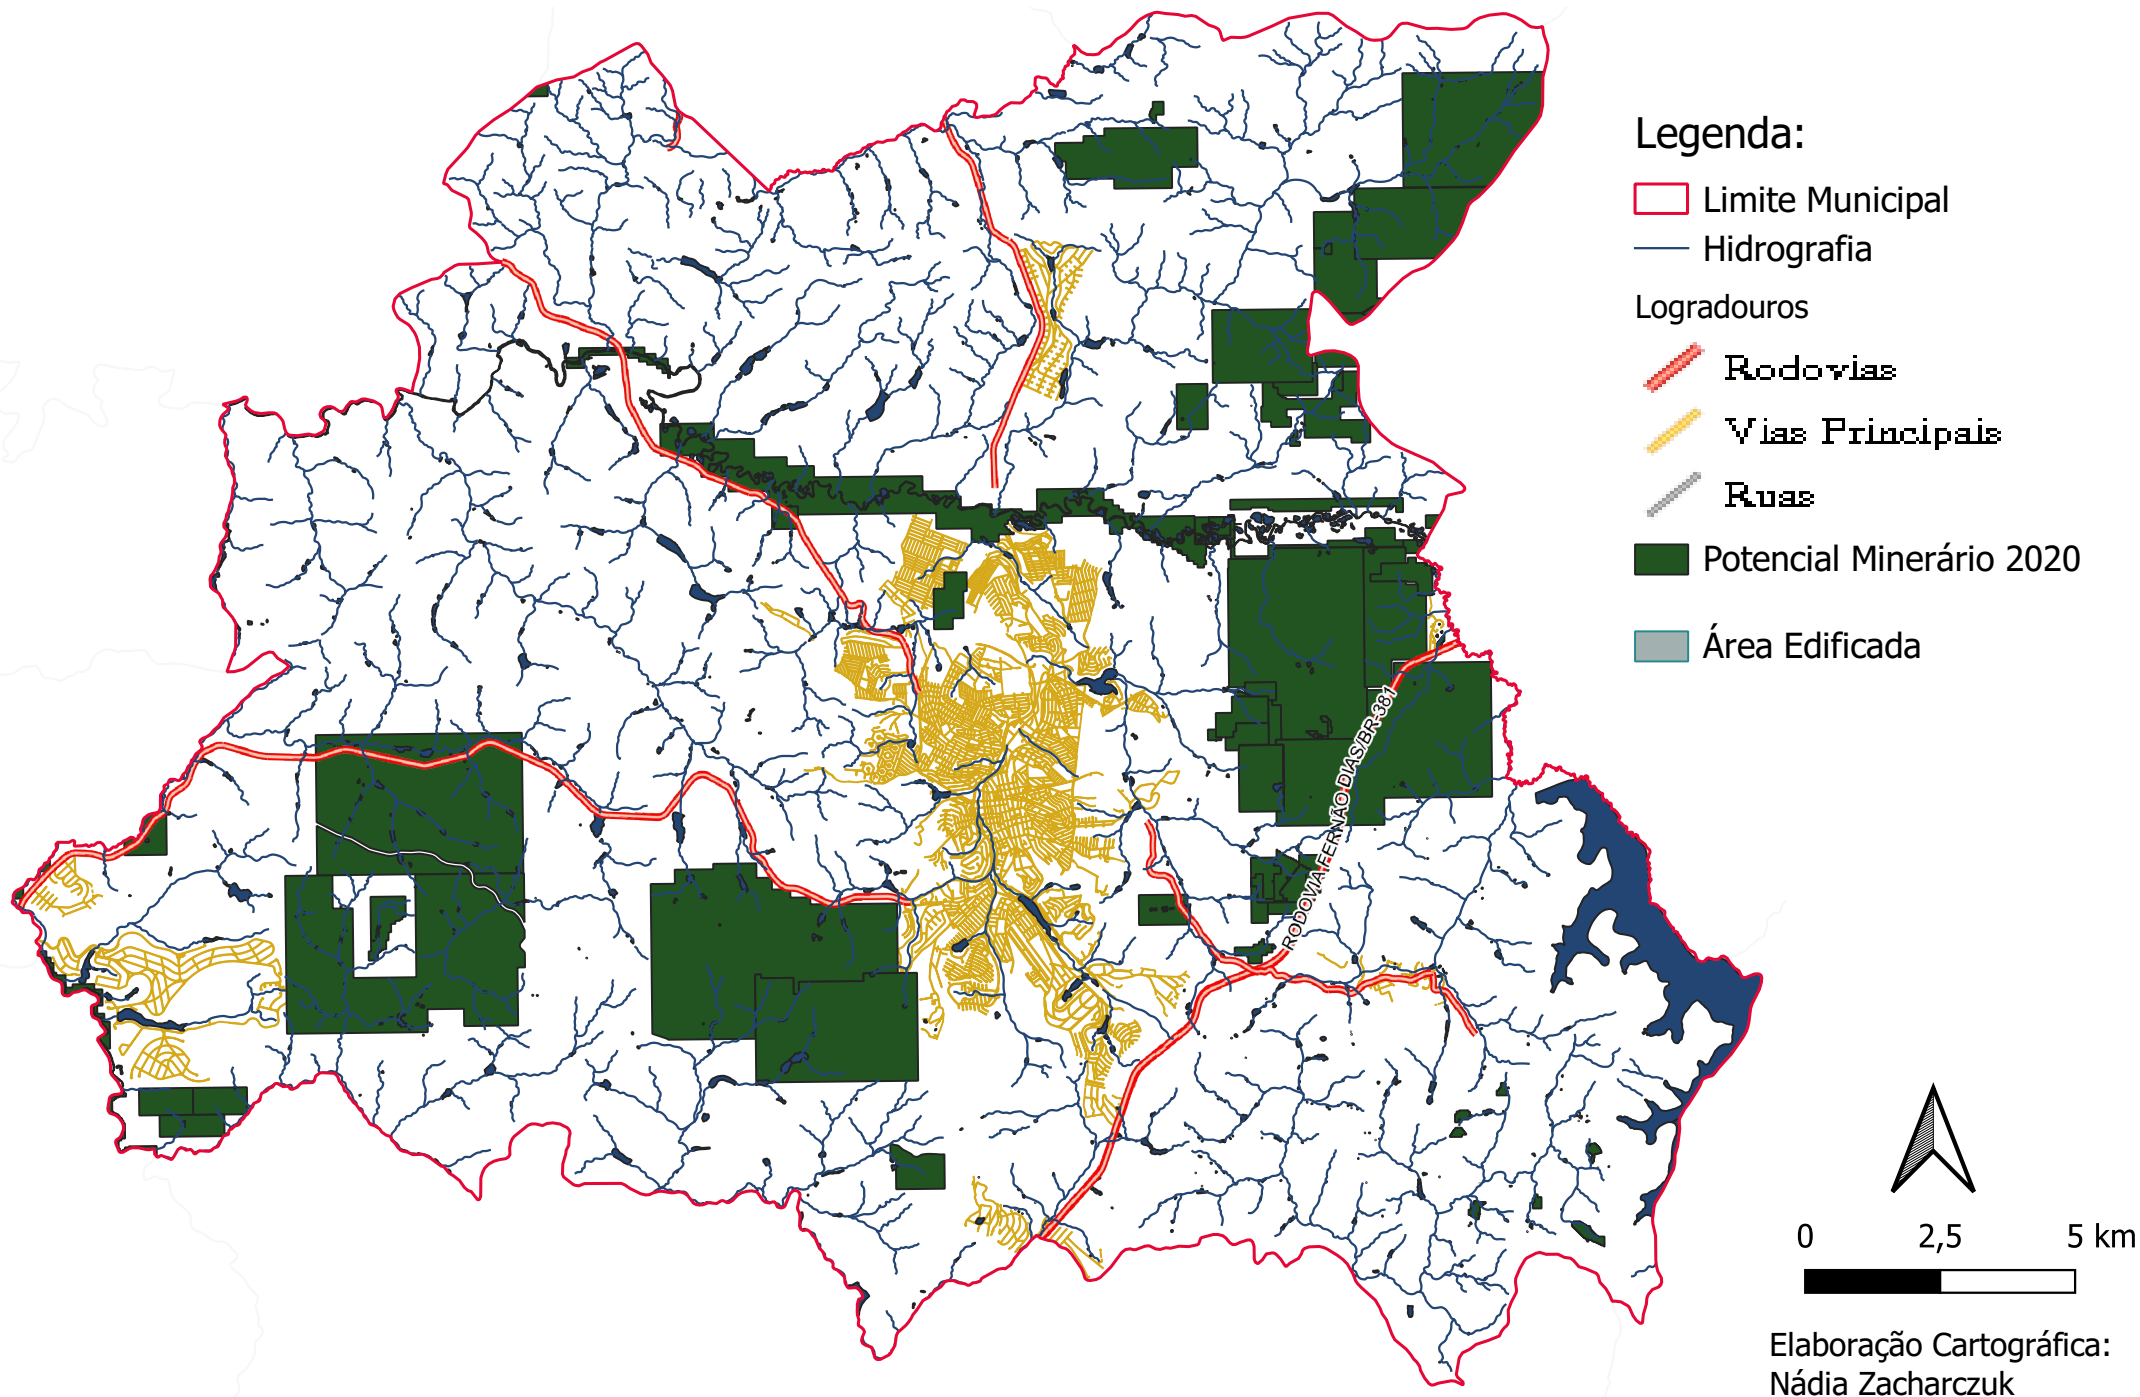 Legenda:
Limite Municipal
Hidrografia
Logradouros
Rodovias
Vias Principais
Ruas
Potencial Minerário 2020
Área Edificada
RODOVIA FERNÃO DIAS/BR-381
0 2,5 5 km
Elaboração Cartográfica:
Nádia Zacharczuk